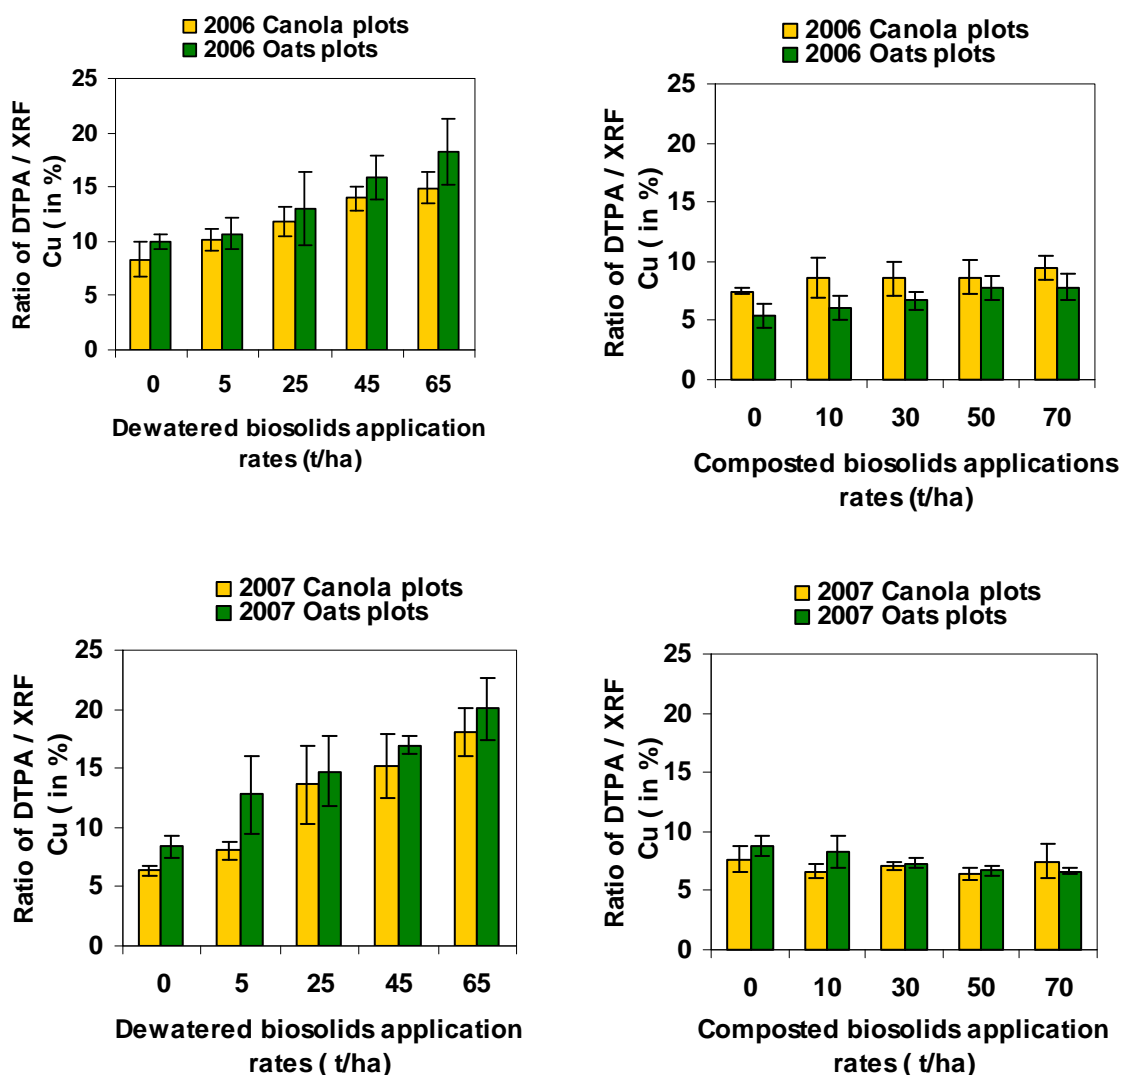 2006 Canola plots
2006 Oats plots
Ratio of DTPA / XRF
Cu ( in %)
25
20
15
10
5
0
0 5 25 45 65
Dewatered biosolids application
rates (t/ha)
2006 Canola plots
2006 Oats plots
Ratio of DTPA / XRF
Cu ( in %)
25
20
15
10
5
0
0 10 30 50 70
Composted biosolids applications
rates (t/ha)
2007 Canola plots
2007 Oats plots
Ratio of DTPA / XRF
Cu ( in %)
25
20
15
10
5
0
0 5 25 45 65
Dewatered biosolids application
rates ( t/ha)
2007 Canola plots
2007 Oats plots
Ratio of DTPA / XRF
Cu ( in %)
25
20
15
10
5
0
0 10 30 50 70
Composted biosolids application
rates ( t/ha)